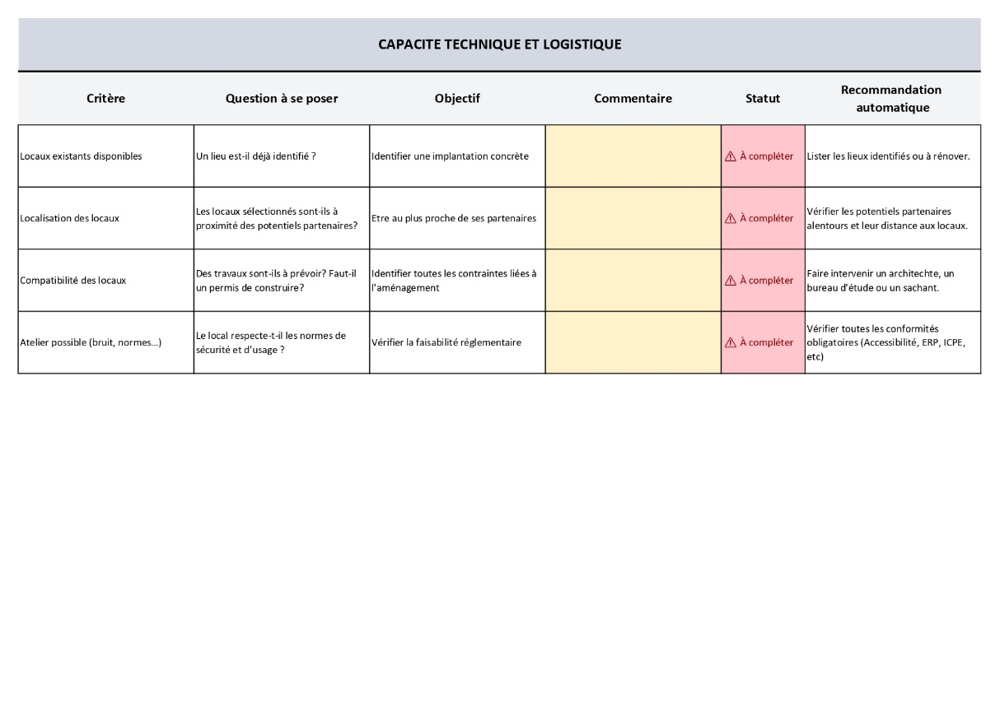 CAPACITE TECHNIQUE ET LOGISTIQUE
Critère
Question à se poser
Objectif
Commentaire
Statut
Recommandation
automatique
Locaux existants disponibles
Un lieu est-il déjà identifié ?
Identifier une implantation concrète
⚠ À compléter
Lister les lieux identifiés ou à rénover.
Localisation des locaux
Les locaux sélectionnés sont-ils à
proximité des potentiels partenaires?
Etre au plus proche de ses partenaires
⚠ À compléter
Vérifier les potentiels partenaires
alentours et leur distance aux locaux.
Compatibilité des locaux
Des travaux sont-ils à prévoir? Faut-il
un permis de construire?
Identifier toutes les contraintes liées à
l'aménagement
⚠ À compléter
Faire intervenir un architechte, un
bureau d'étude ou un sachant.
Atelier possible (bruit, normes…)
Le local respecte-t-il les normes de
sécurité et d’usage ?
Vérifier la faisabilité réglementaire
⚠ À compléter
Vérifier toutes les conformités
obligatoires (Accessibilité, ERP, ICPE,
etc)